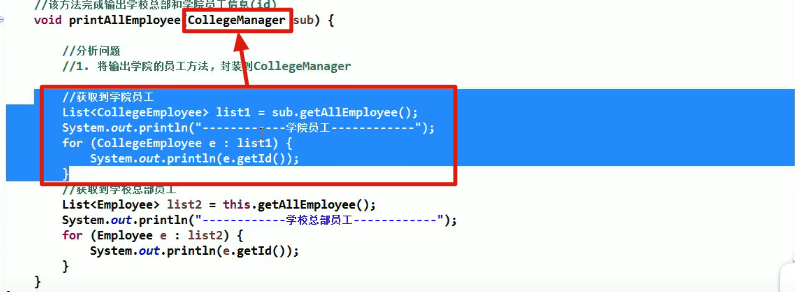 //该方法完成输出学校总部和学院员工信息(id)
void printAllEmployee(CollegeManager sub) {
//分析问题
//1. 将输出学院的员工方法，封装到CollegeManager
//获取到学院员工
List<CollegeEmployee> list1 = sub.getAllEmployee();
System.out.println("------------学院员工------------");
for (CollegeEmployee e : list1) {
System.out.println(e.getId());
}
//获取到学校总部员工
List<Employee> list2 = this.getAllEmployee();
System.out.println("------------学校总部员工------------");
for (Employee e : list2) {
System.out.println(e.getId());
}
}